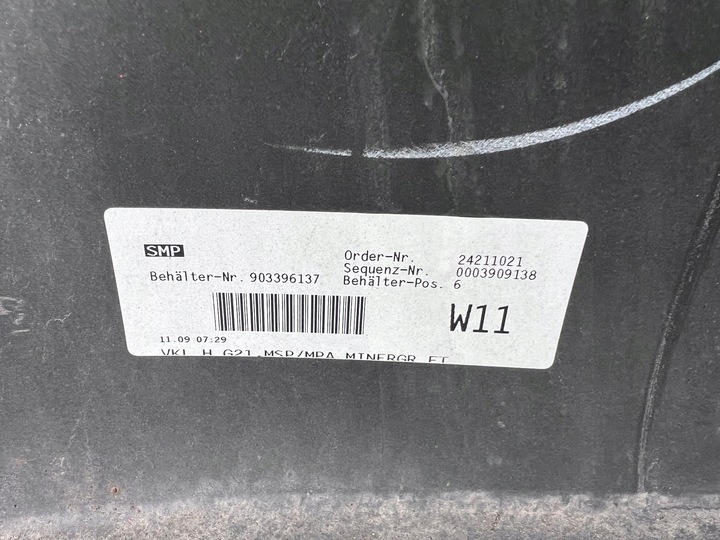 SMP
Order-Nr. 24211021
Sequenz-Nr. 0003909138
Behälter-Nr. 903396137 Behälter-Pos. 6
W11
11.09 07:29
VKL H G21 MSP/MPA MINERGR ET